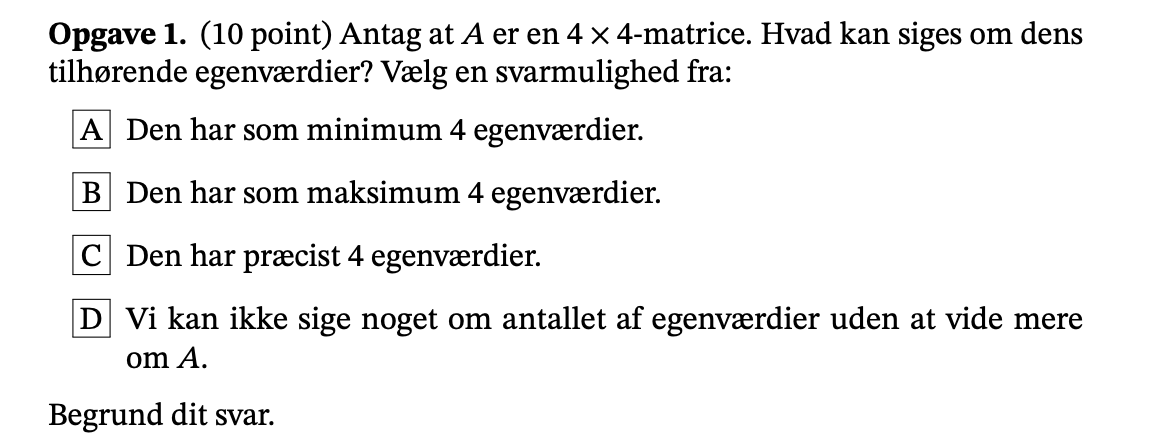 Opgave 1. (10 point) Antag at A er en 4 × 4-matrice. Hvad kan siges om dens
tilhørende egenværdier? Vælg en svarmulighed fra:
A Den har som minimum 4 egenværdier.
B Den har som maksimum 4 egenværdier.
C Den har præcist 4 egenværdier.
D Vi kan ikke sige noget om antallet af egenværdier uden at vide mere
om A.
Begrund dit svar.